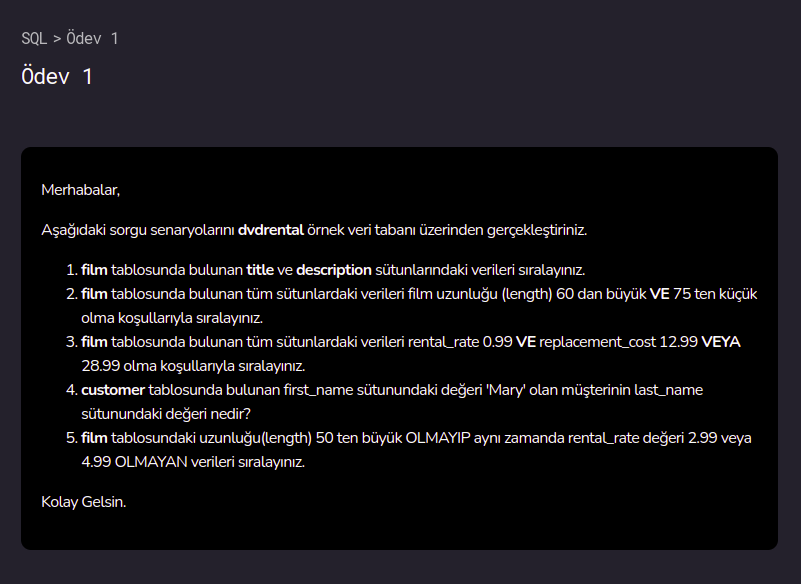 SQL > Ödev 1
Ödev 1
Merhabalar,
Aşağıdaki sorgu senaryolarını dvdrental örnek veri tabanı üzerinden gerçekleştiriniz.
1. film tablosunda bulunan title ve description sütunlarındaki verileri sıralayınız.
2. film tablosunda bulunan tüm sütunlardaki verileri film uzunluğu (length) 60 dan büyük VE 75 ten küçük
olma koşullarıyla sıralayınız.
3. film tablosunda bulunan tüm sütunlardaki verileri rental_rate 0.99 VE replacement_cost 12.99 VEYA
28.99 olma koşullarıyla sıralayınız.
4. customer tablosunda bulunan first_name sütunundaki değeri 'Mary' olan müşterinin last_name
sütunundaki değeri nedir?
5. film tablosundaki uzunluğu(length) 50 ten büyük OLMAYIP aynı zamanda rental_rate değeri 2.99 veya
4.99 OLMAYAN verileri sıralayınız.
Kolay Gelsin.